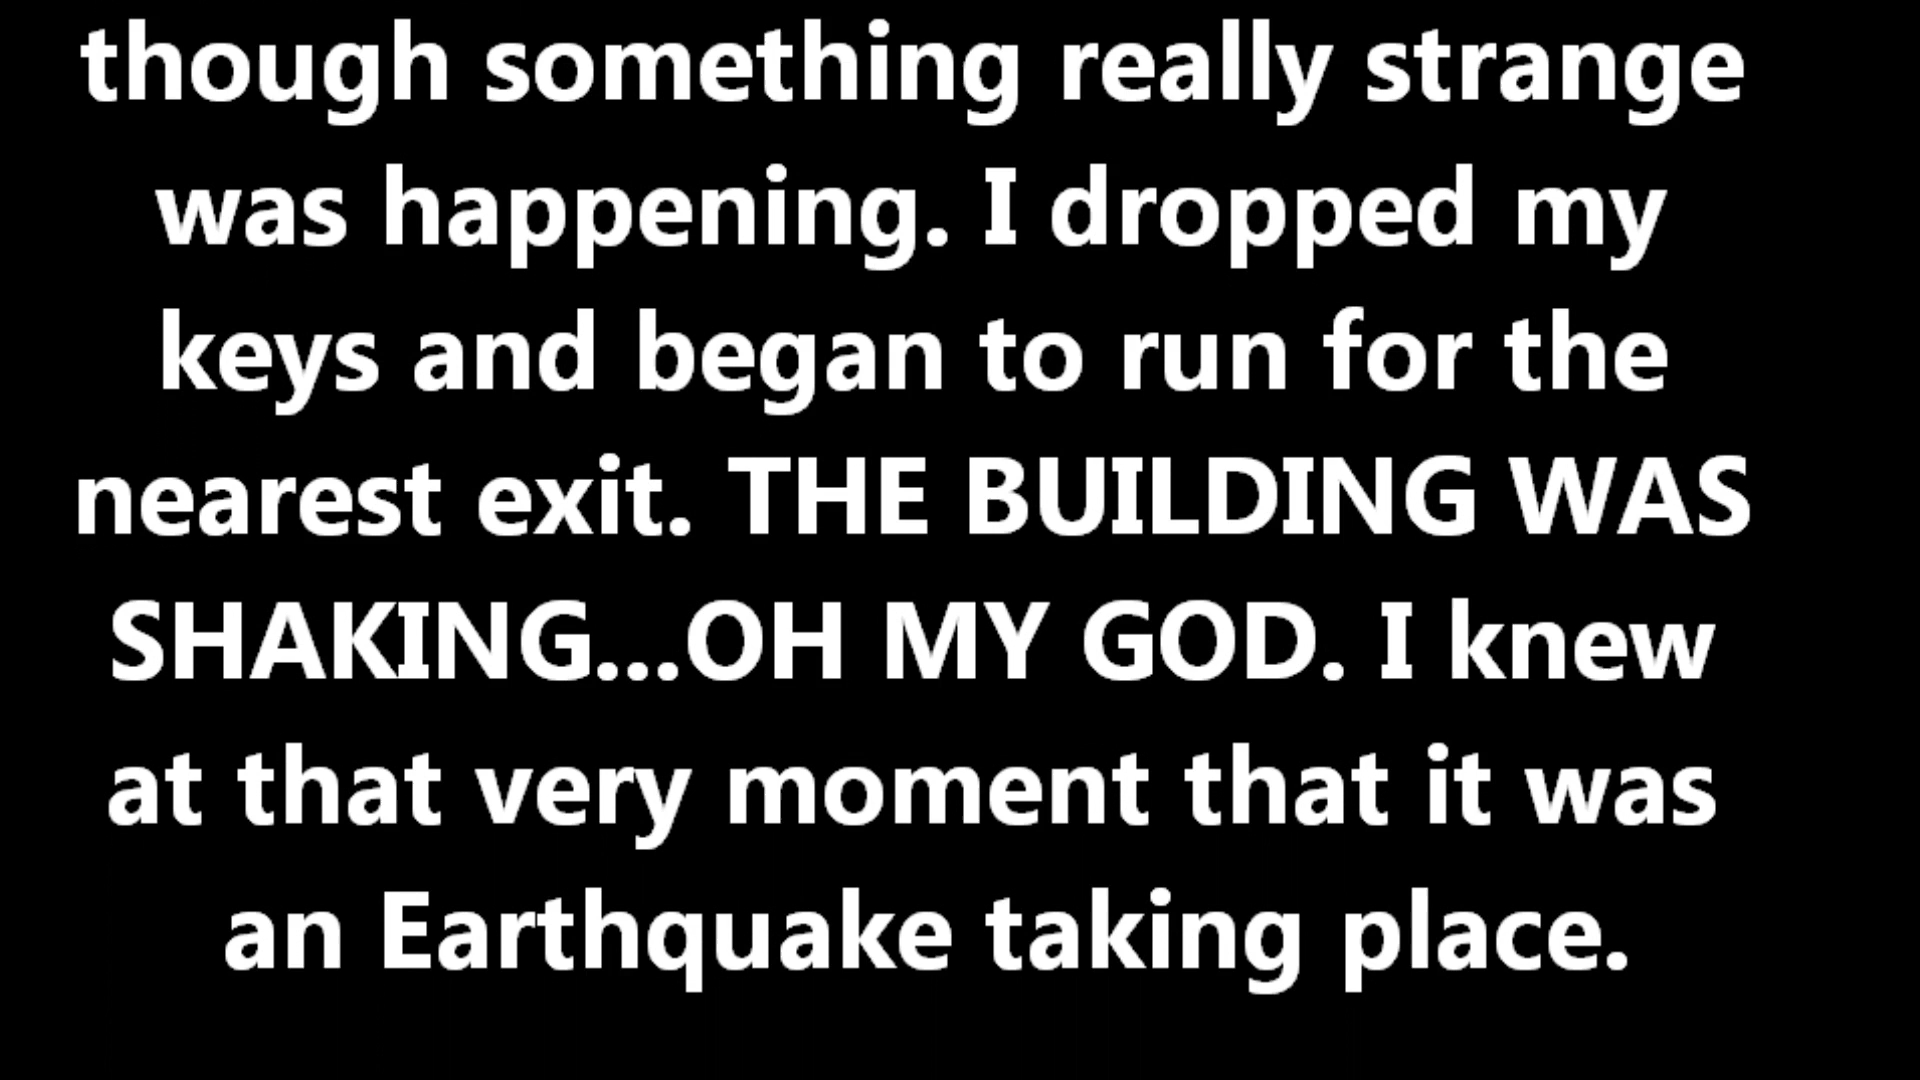 though something really strange
was happening. I dropped my
keys and began to run for the
nearest exit. THE BUILDING WAS
SHAKING...OH MY GOD. I knew
at that very moment that it was
an Earthquake taking place.